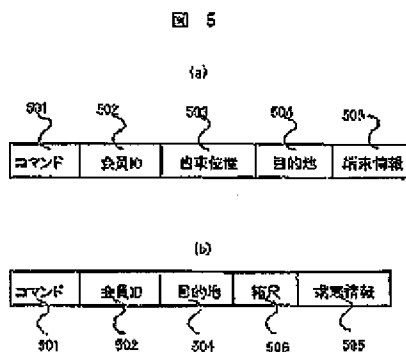 図 5
(a)
501 502 503 504 505
コマンド 会員ID 自車位置 目的地 端末情報
(b)
コマンド 会員ID 目的地 縮尺 端末情報
501 502 504 506 505